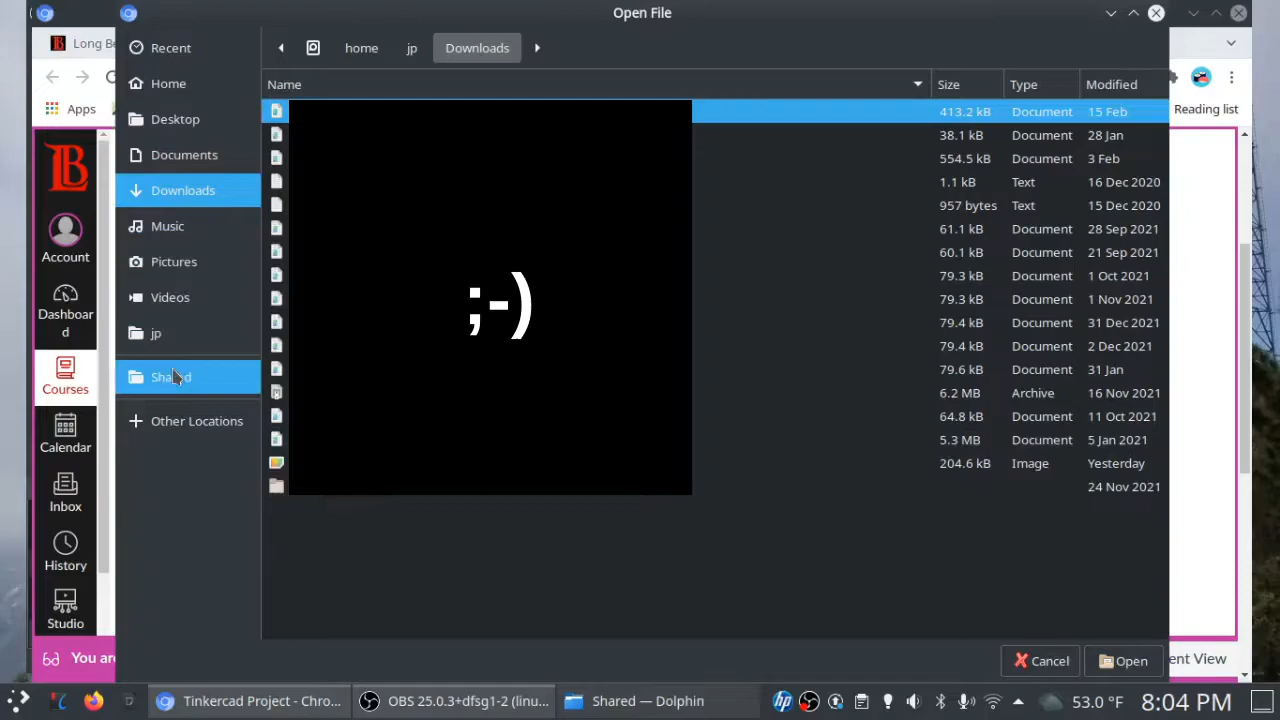 Open File
Long Be
Apps
Reading list
Account
Dashboar
d
Courses
Calendar
Inbox
History
Studio
You are
Recent
Home
Desktop
Documents
Downloads
Music
Pictures
Videos
jp
Other Locations
home jp Downloads
Name Size Type Modified
413.2 kB Document 15 Feb
38.1 kB Document 28 Jan
554.5 kB Document 3 Feb
1.1 kB Text 16 Dec 2020
957 bytes Text 15 Dec 2020
61.1 kB Document 28 Sep 2021
60.1 kB Document 21 Sep 2021
79.3 kB Document 1 Oct 2021
79.3 kB Document 1 Nov 2021
79.4 kB Document 31 Dec 2021
79.4 kB Document 2 Dec 2021
79.6 kB Document 31 Jan
6.2 MB Archive 16 Nov 2021
64.8 kB Document 11 Oct 2021
5.3 MB Document 5 Jan 2021
204.6 kB Image Yesterday
24 Nov 2021
;-)
Cancel Open
ent View
Tinkercad Project - Chro...
OBS 25.0.3+dfsg1-2 (linu...
Shared — Dolphin
hp
53.0 °F
8:04 PM